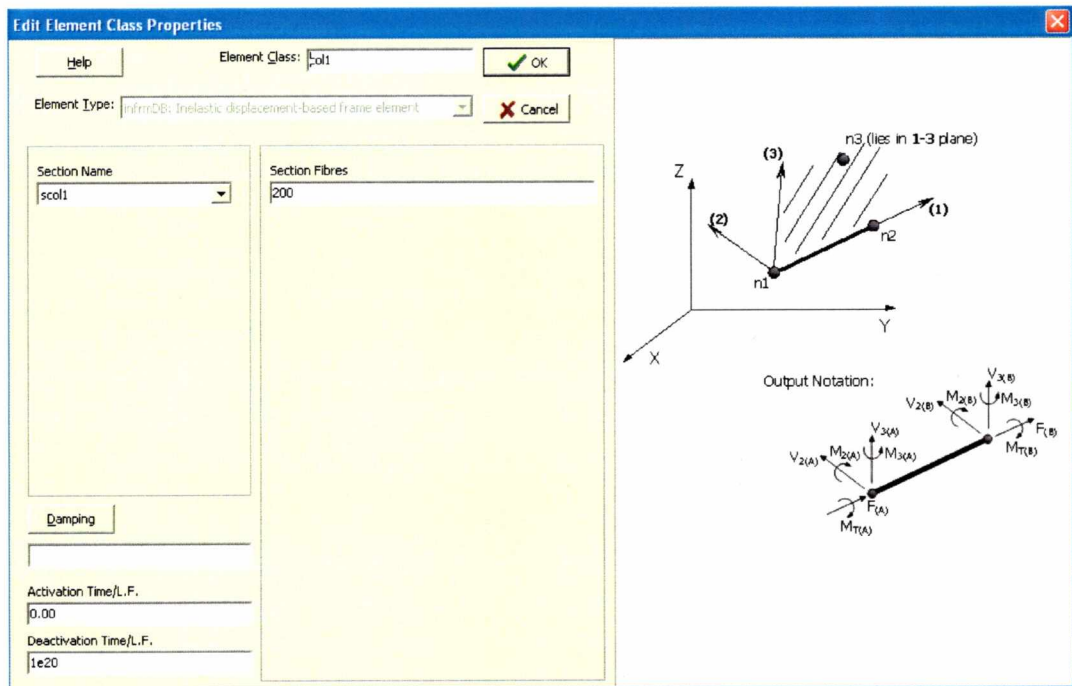 Edit Element Class Properties
Help
Element Class: col1
OK
Element Type: infrmDB: Inelastic displacement-based frame element
Cancel
Section Name
scol1
Section Fibres
200
Damping
Activation Time/L.F.
0.00
Deactivation Time/L.F.
1e20
n3 (lies in 1-3 plane)
(3)
Z
(2)
(1)
n2
n1
Y
X
Output Notation:
V3(B)
V2(B) M2(B) M3(B)
F(B)
MT(B)
V3(A)
V2(A) M2(A) M3(A)
F(A)
MT(A)